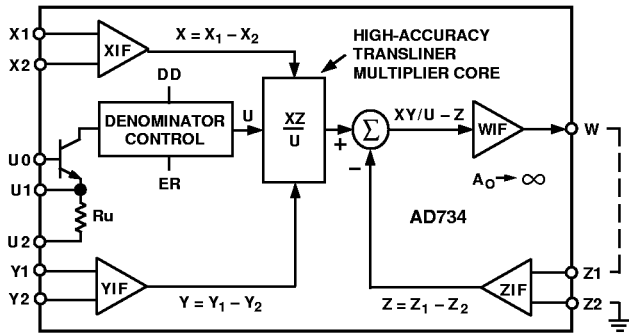 X1
X2
XIF
X = X₁ – X₂
HIGH-ACCURACY
TRANSLINER
MULTIPLIER CORE
DD
DENOMINATOR
CONTROL
ER
U
XZ
U
+
–
Σ
XY/U – Z
WIF
W
A₀ → ∞
U0
U1
Ru
U2
AD734
Y1
Y2
YIF
Y = Y₁ – Y₂
Z = Z₁ – Z₂
ZIF
Z1
Z2